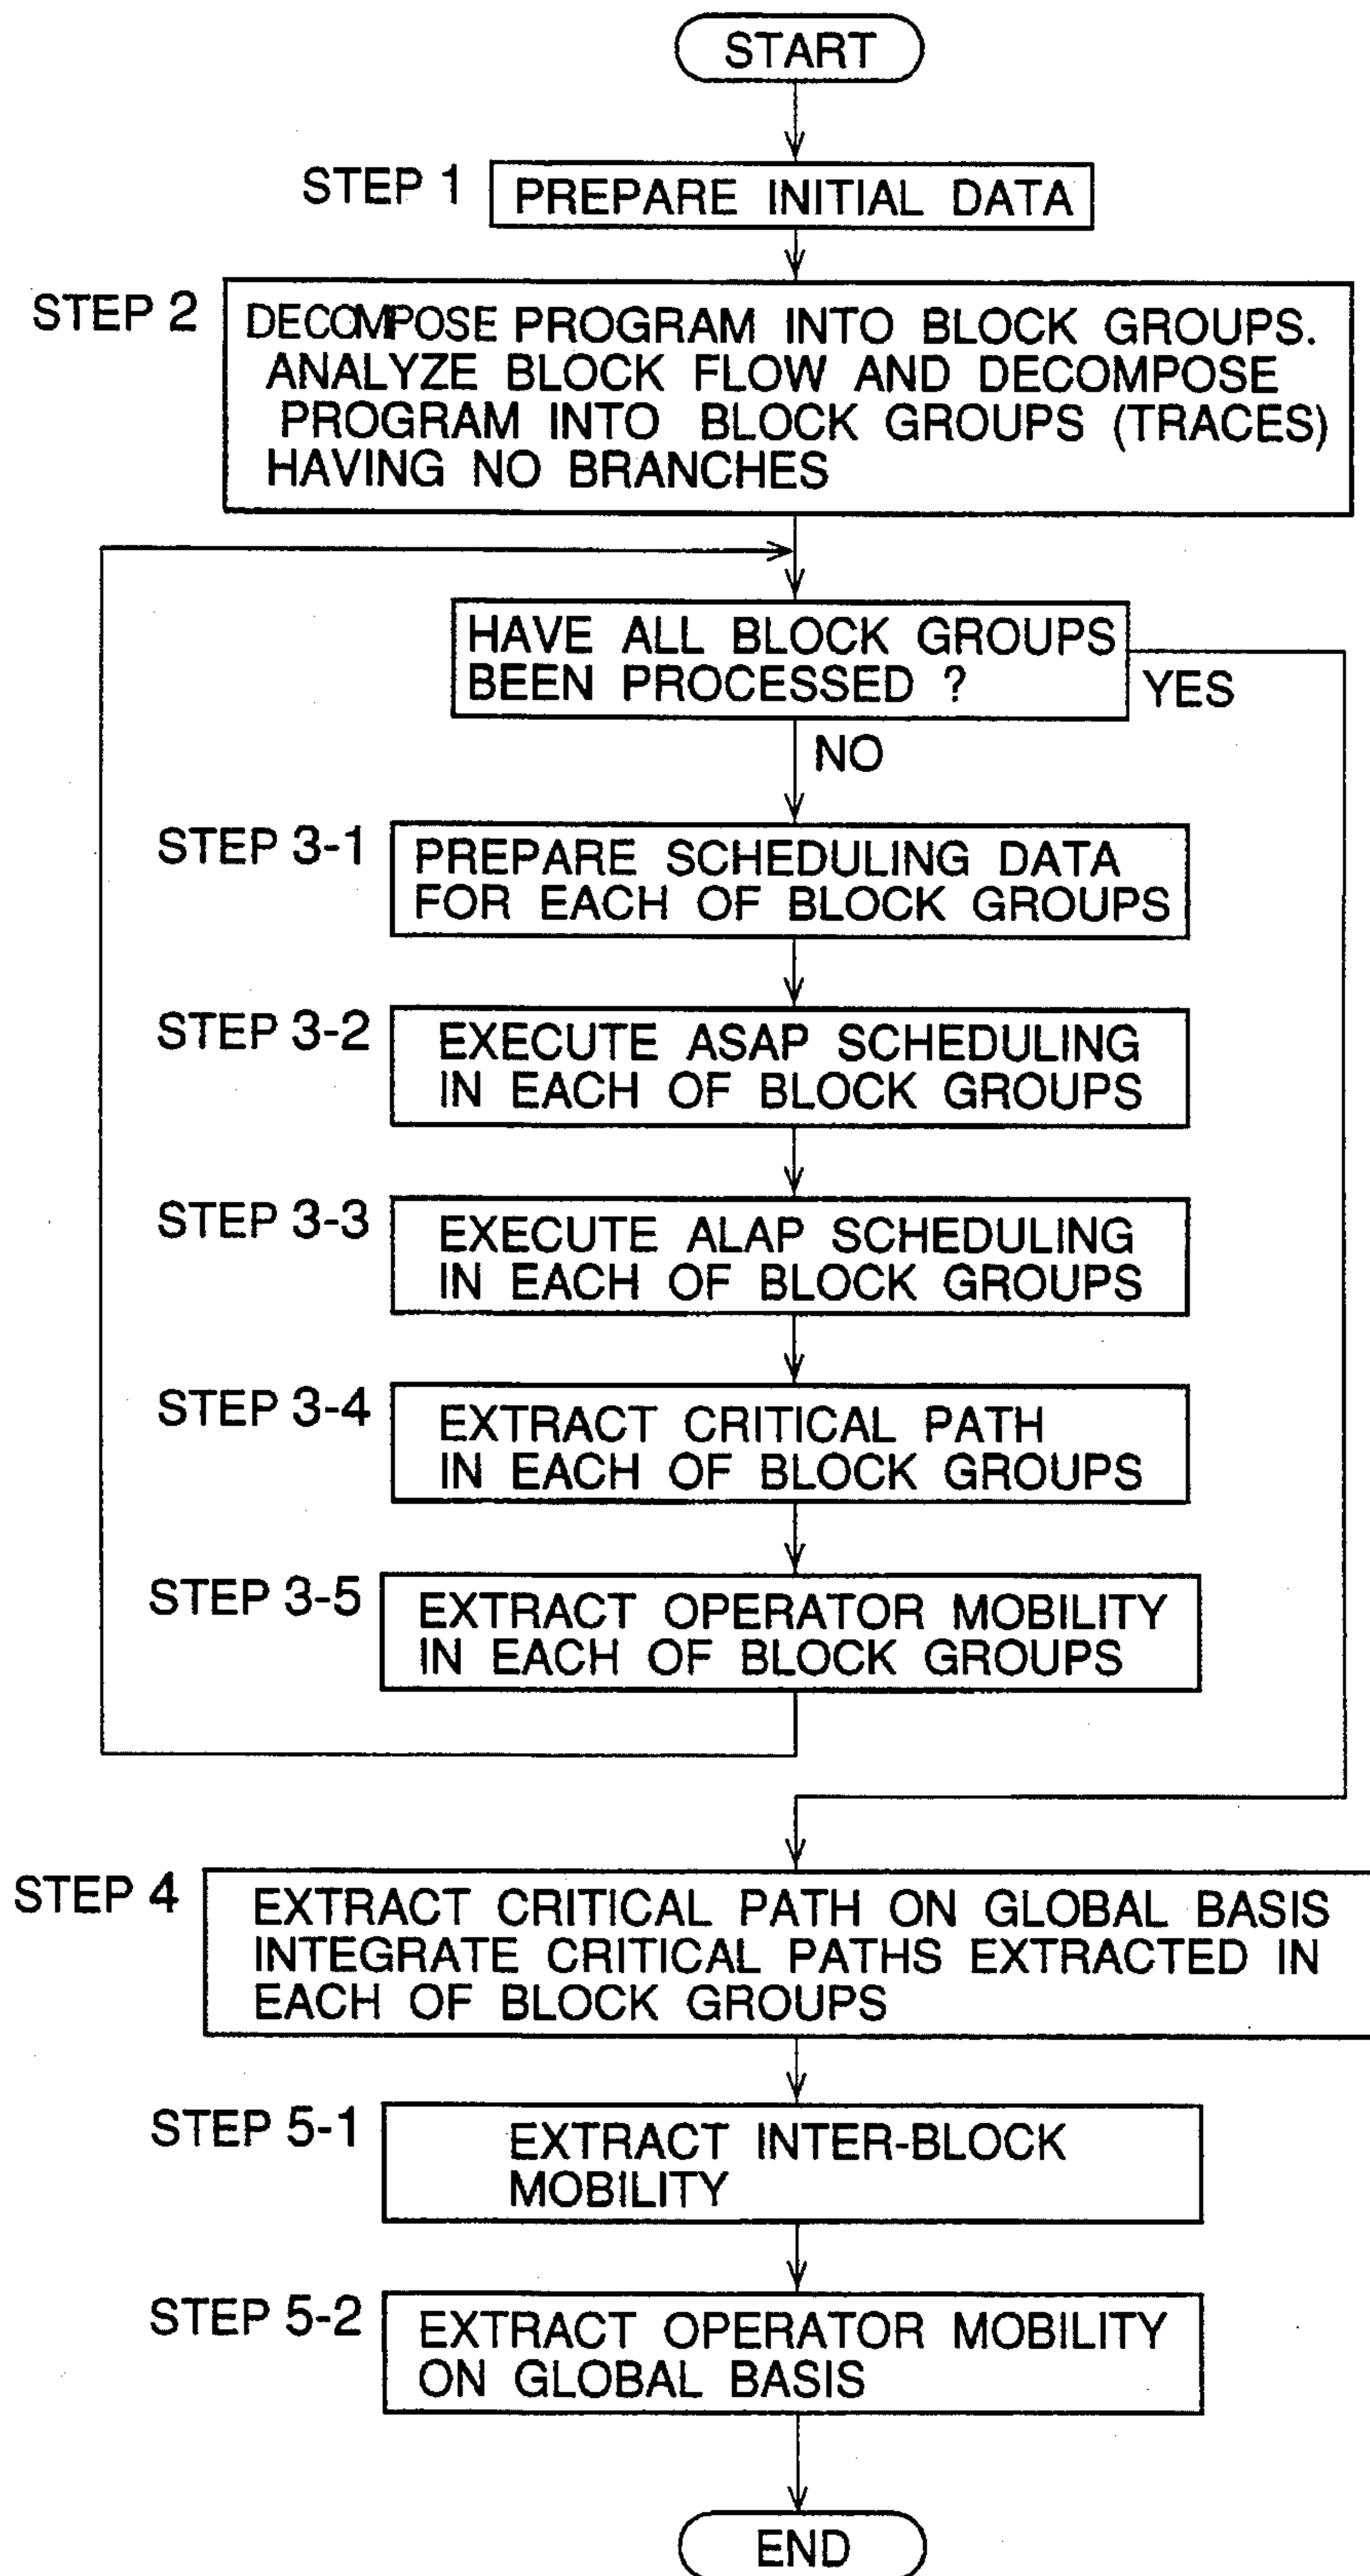 START
STEP 1
PREPARE INITIAL DATA
STEP 2
DECOMPOSE PROGRAM INTO BLOCK GROUPS.
ANALYZE BLOCK FLOW AND DECOMPOSE
PROGRAM INTO BLOCK GROUPS (TRACES)
HAVING NO BRANCHES
HAVE ALL BLOCK GROUPS
BEEN PROCESSED ?
YES
NO
STEP 3-1
PREPARE SCHEDULING DATA
FOR EACH OF BLOCK GROUPS
STEP 3-2
EXECUTE ASAP SCHEDULING
IN EACH OF BLOCK GROUPS
STEP 3-3
EXECUTE ALAP SCHEDULING
IN EACH OF BLOCK GROUPS
STEP 3-4
EXTRACT CRITICAL PATH
IN EACH OF BLOCK GROUPS
STEP 3-5
EXTRACT OPERATOR MOBILITY
IN EACH OF BLOCK GROUPS
STEP 4
EXTRACT CRITICAL PATH ON GLOBAL BASIS
INTEGRATE CRITICAL PATHS EXTRACTED IN
EACH OF BLOCK GROUPS
STEP 5-1
EXTRACT INTER-BLOCK
MOBILITY
STEP 5-2
EXTRACT OPERATOR MOBILITY
ON GLOBAL BASIS
END